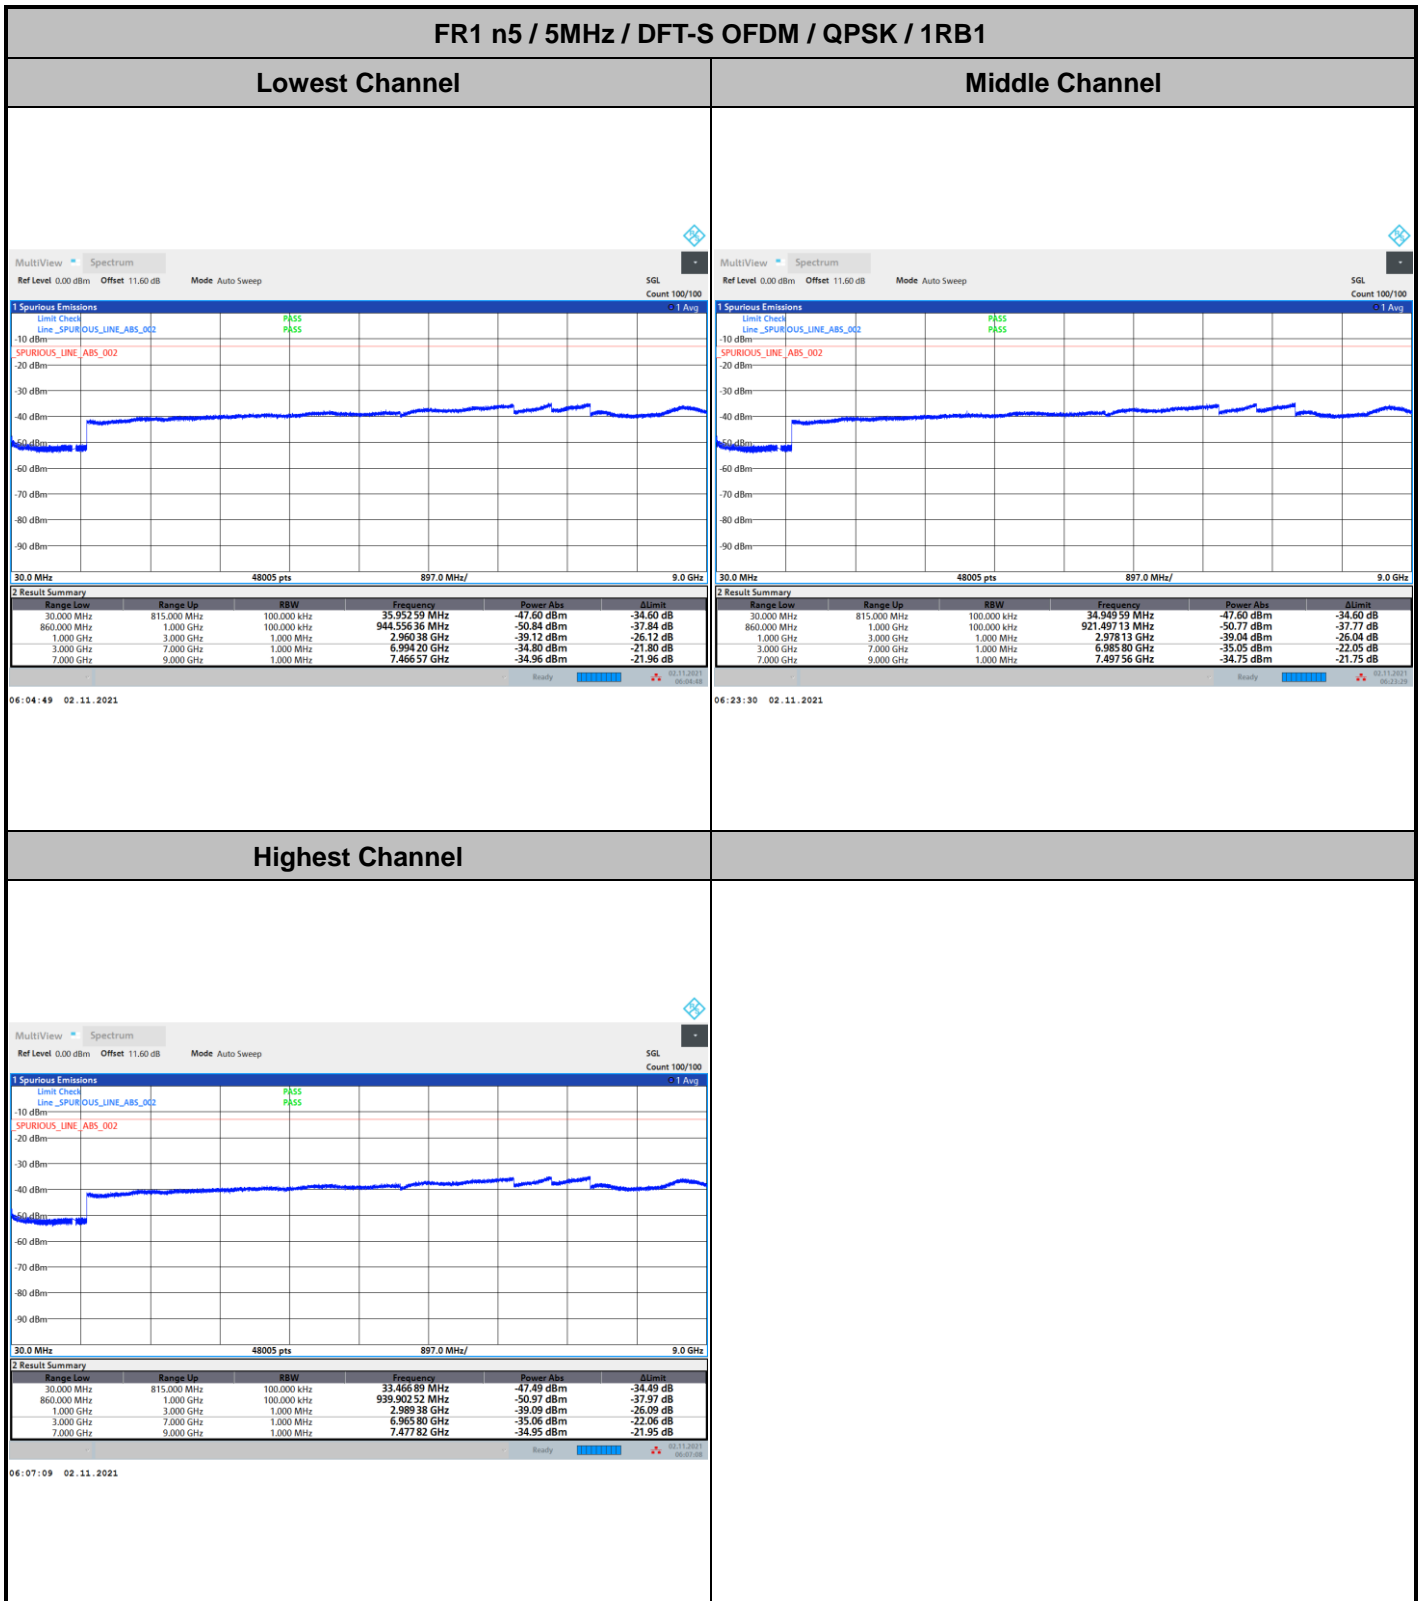 FR1 n5 / 5MHz / DFT-S OFDM / QPSK / 1RB1
Lowest Channel
Middle Channel
MultiView Spectrum
Ref Level 0.00 dBm Offset 11.60 dB Mode Auto Sweep SGL
Count 100/100
1 Spurious Emissions 1 Avg
Limit Check PASS
Line _SPURIOUS_LINE_ABS_002 PASS
-10 dBm
_SPURIOUS_LINE_ABS_002
-20 dBm
-30 dBm
-40 dBm
-50 dBm
-60 dBm
-70 dBm
-80 dBm
-90 dBm
30.0 MHz 48005 pts 897.0 MHz/ 9.0 GHz
2 Result Summary
Range Low Range Up RBW Frequency Power Abs ΔLimit
30.000 MHz 815.000 MHz 100.000 kHz 35.952 59 MHz -47.60 dBm -34.60 dB
860.000 MHz 1.000 GHz 100.000 kHz 944.556 36 MHz -50.84 dBm -37.84 dB
1.000 GHz 3.000 GHz 1.000 MHz 2.960 38 GHz -39.12 dBm -26.12 dB
3.000 GHz 7.000 GHz 1.000 MHz 6.994 20 GHz -34.80 dBm -21.80 dB
7.000 GHz 9.000 GHz 1.000 MHz 7.466 57 GHz -34.96 dBm -21.96 dB
Ready 02.11.2021
06:04:48
06:04:49 02.11.2021
MultiView Spectrum
Ref Level 0.00 dBm Offset 11.60 dB Mode Auto Sweep SGL
Count 100/100
1 Spurious Emissions 1 Avg
Limit Check PASS
Line _SPURIOUS_LINE_ABS_002 PASS
-10 dBm
_SPURIOUS_LINE_ABS_002
-20 dBm
-30 dBm
-40 dBm
-50 dBm
-60 dBm
-70 dBm
-80 dBm
-90 dBm
30.0 MHz 48005 pts 897.0 MHz/ 9.0 GHz
2 Result Summary
Range Low Range Up RBW Frequency Power Abs ΔLimit
30.000 MHz 815.000 MHz 100.000 kHz 34.949 59 MHz -47.60 dBm -34.60 dB
860.000 MHz 1.000 GHz 100.000 kHz 921.497 13 MHz -50.77 dBm -37.77 dB
1.000 GHz 3.000 GHz 1.000 MHz 2.978 13 GHz -39.04 dBm -26.04 dB
3.000 GHz 7.000 GHz 1.000 MHz 6.985 80 GHz -35.05 dBm -22.05 dB
7.000 GHz 9.000 GHz 1.000 MHz 7.497 56 GHz -34.75 dBm -21.75 dB
Ready 02.11.2021
06:23:29
06:23:30 02.11.2021
Highest Channel
MultiView Spectrum
Ref Level 0.00 dBm Offset 11.60 dB Mode Auto Sweep SGL
Count 100/100
1 Spurious Emissions 1 Avg
Limit Check PASS
Line _SPURIOUS_LINE_ABS_002 PASS
-10 dBm
_SPURIOUS_LINE_ABS_002
-20 dBm
-30 dBm
-40 dBm
-50 dBm
-60 dBm
-70 dBm
-80 dBm
-90 dBm
30.0 MHz 48005 pts 897.0 MHz/ 9.0 GHz
2 Result Summary
Range Low Range Up RBW Frequency Power Abs ΔLimit
30.000 MHz 815.000 MHz 100.000 kHz 33.466 89 MHz -47.49 dBm -34.49 dB
860.000 MHz 1.000 GHz 100.000 kHz 939.902 52 MHz -50.97 dBm -37.97 dB
1.000 GHz 3.000 GHz 1.000 MHz 2.989 38 GHz -39.09 dBm -26.09 dB
3.000 GHz 7.000 GHz 1.000 MHz 6.965 80 GHz -35.06 dBm -22.06 dB
7.000 GHz 9.000 GHz 1.000 MHz 7.477 82 GHz -34.95 dBm -21.95 dB
Ready 02.11.2021
06:07:08
06:07:09 02.11.2021